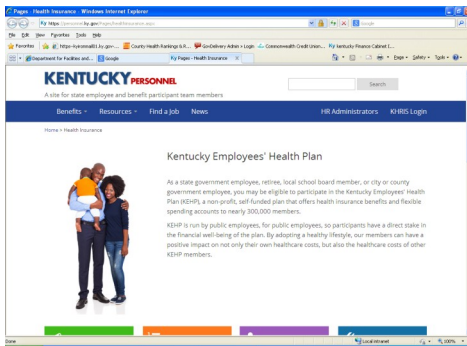 Pages - Health Insurance - Windows Internet Explorer
File Edit View Favorites Tools Help
Favorites County Health Rankings & R... GovDelivery Admin > Login Commonwealth Credit Union... Ky Kentucky Finance Cabinet I...
Department for Facilities and... Google Ky Pages - Health Insurance Page Safety Tools
KENTUCKY PERSONNEL
Search
A site for state employee and benefit participant team members
Benefits Resources Find a Job News HR Administrators KHRIS Login
Home > Health Insurance
Kentucky Employees' Health Plan
As a state government employee, retiree, local school board member, or city or county
government employee, you may be eligible to participate in the Kentucky Employees' Health
Plan (KEHP), a non-profit, self-funded plan that offers health insurance benefits and flexible
spending accounts to nearly 300,000 members.
KEHP is run by public employees, for public employees, so participants have a direct stake in
the financial well-being of the plan. By adopting a healthy lifestyle, our members can have a
positive impact on not only their own healthcare costs, but also the healthcare costs of other
KEHP members.
Done Local intranet 100%